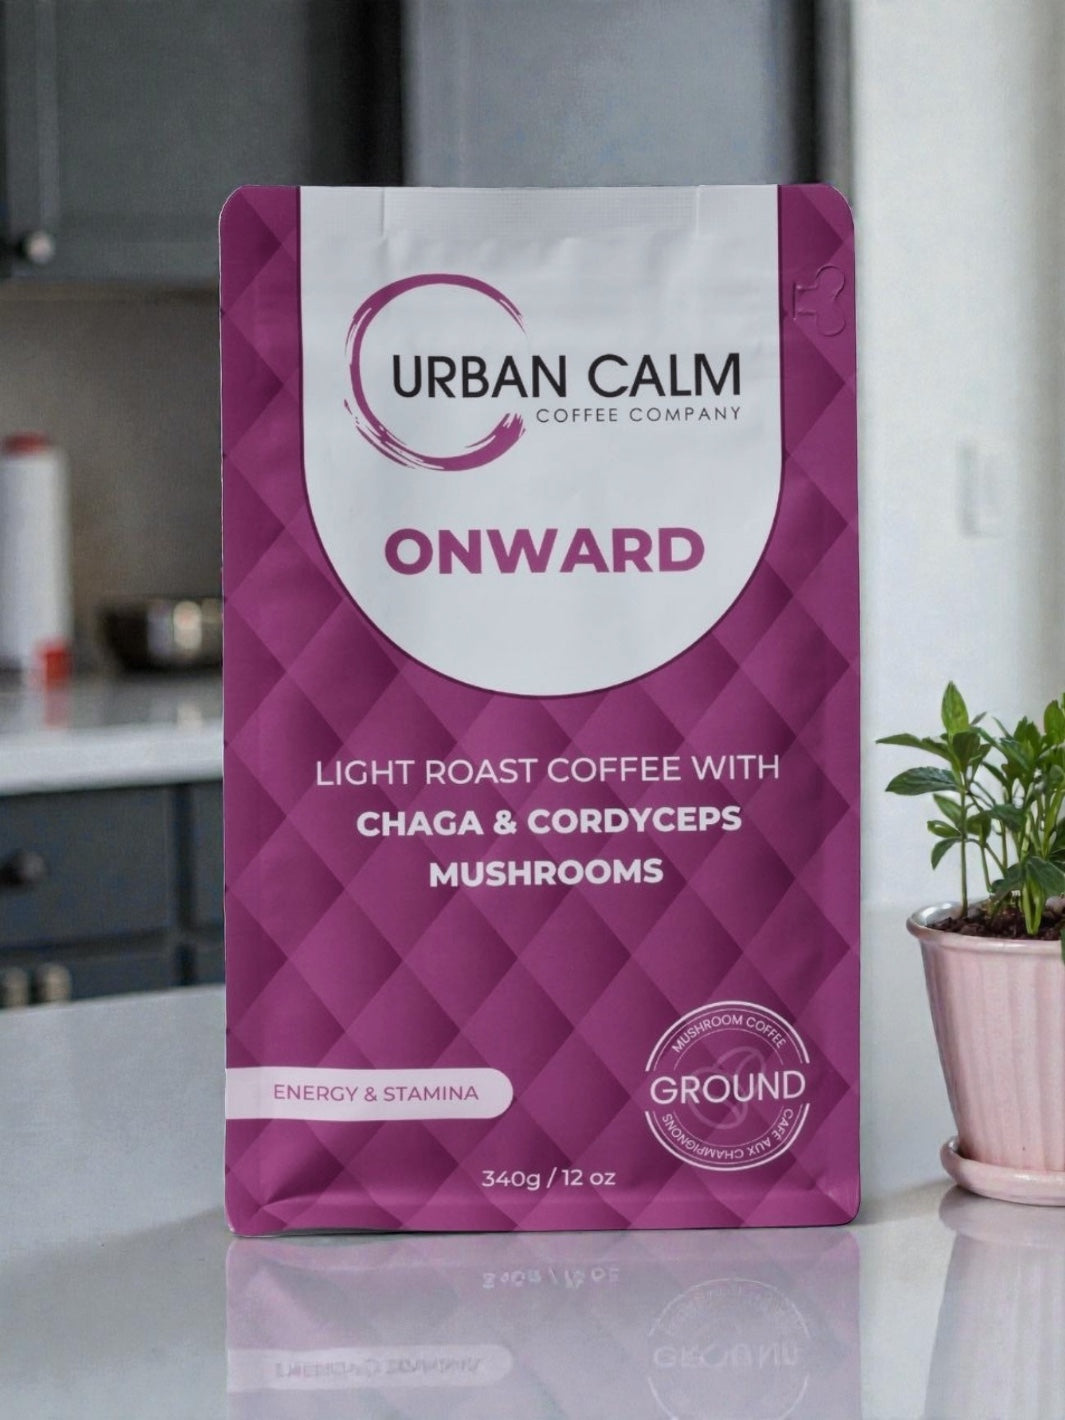 URBAN CALM
COFFEE COMPANY
ONWARD
LIGHT ROAST COFFEE WITH
CHAGA & CORDYCEPS
MUSHROOMS
MUSHROOM COFFEE
GROUND
CAFÉ AUX CHAMPIGNONS
ENERGY & STAMINA
340g / 12 oz